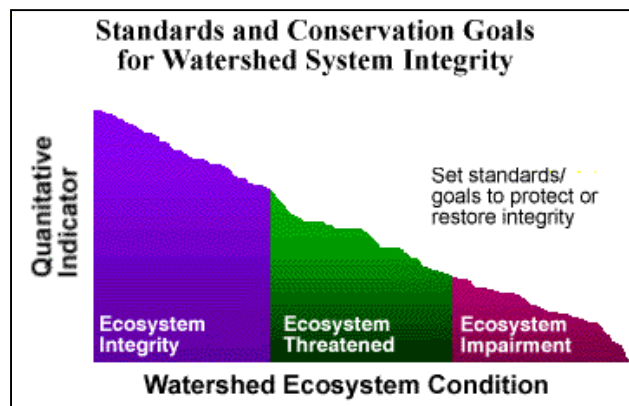 Standards and Conservation Goals
for Watershed System Integrity
Quanitative
Indicator
Set standards/
goals to protect or
restore integrity
Ecosystem
Integrity
Ecosystem
Threatened
Ecosystem
Impairment
Watershed Ecosystem Condition